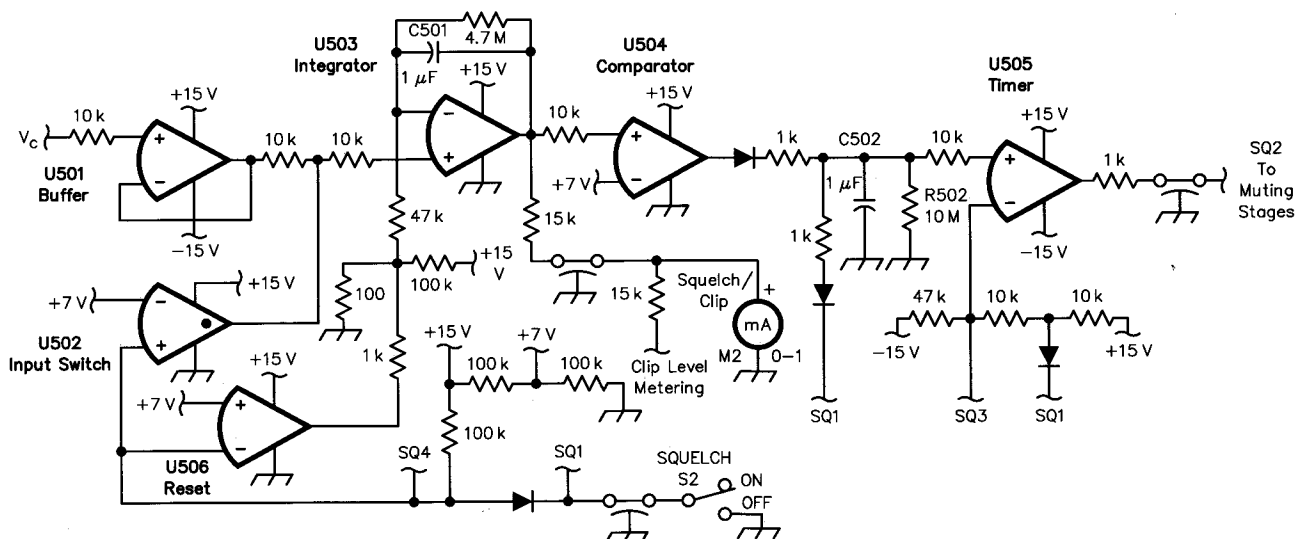 C501
4.7 M
1 μF
U503
Integrator
+15 V
U504
Comparator
+15 V
U505
Timer
+15 V
+15 V
10 k
Vc
U501
Buffer
+
−
−15 V
10 k
10 k
−
+
10 k
+
−
+7 V
1 k
C502
1 μF
10 k
R502
10 M
+
−
−15 V
1 k
SQ2
To
Muting
Stages
47 k
15 k
1 k
100
100 k
+15
V
+15 V
+7 V
−
+
U502
Input Switch
1 k
15 k
Squelch/
Clip
+
mA
M2
0–1
Clip Level
Metering
47 k
10 k
10 k
−15 V
+15 V
SQ1
SQ3
SQ1
+15 V
+7 V
+
−
U506
Reset
+15 V
+7 V
100 k
100 k
100 k
SQ4
SQ1
SQUELCH
S2
ON
OFF